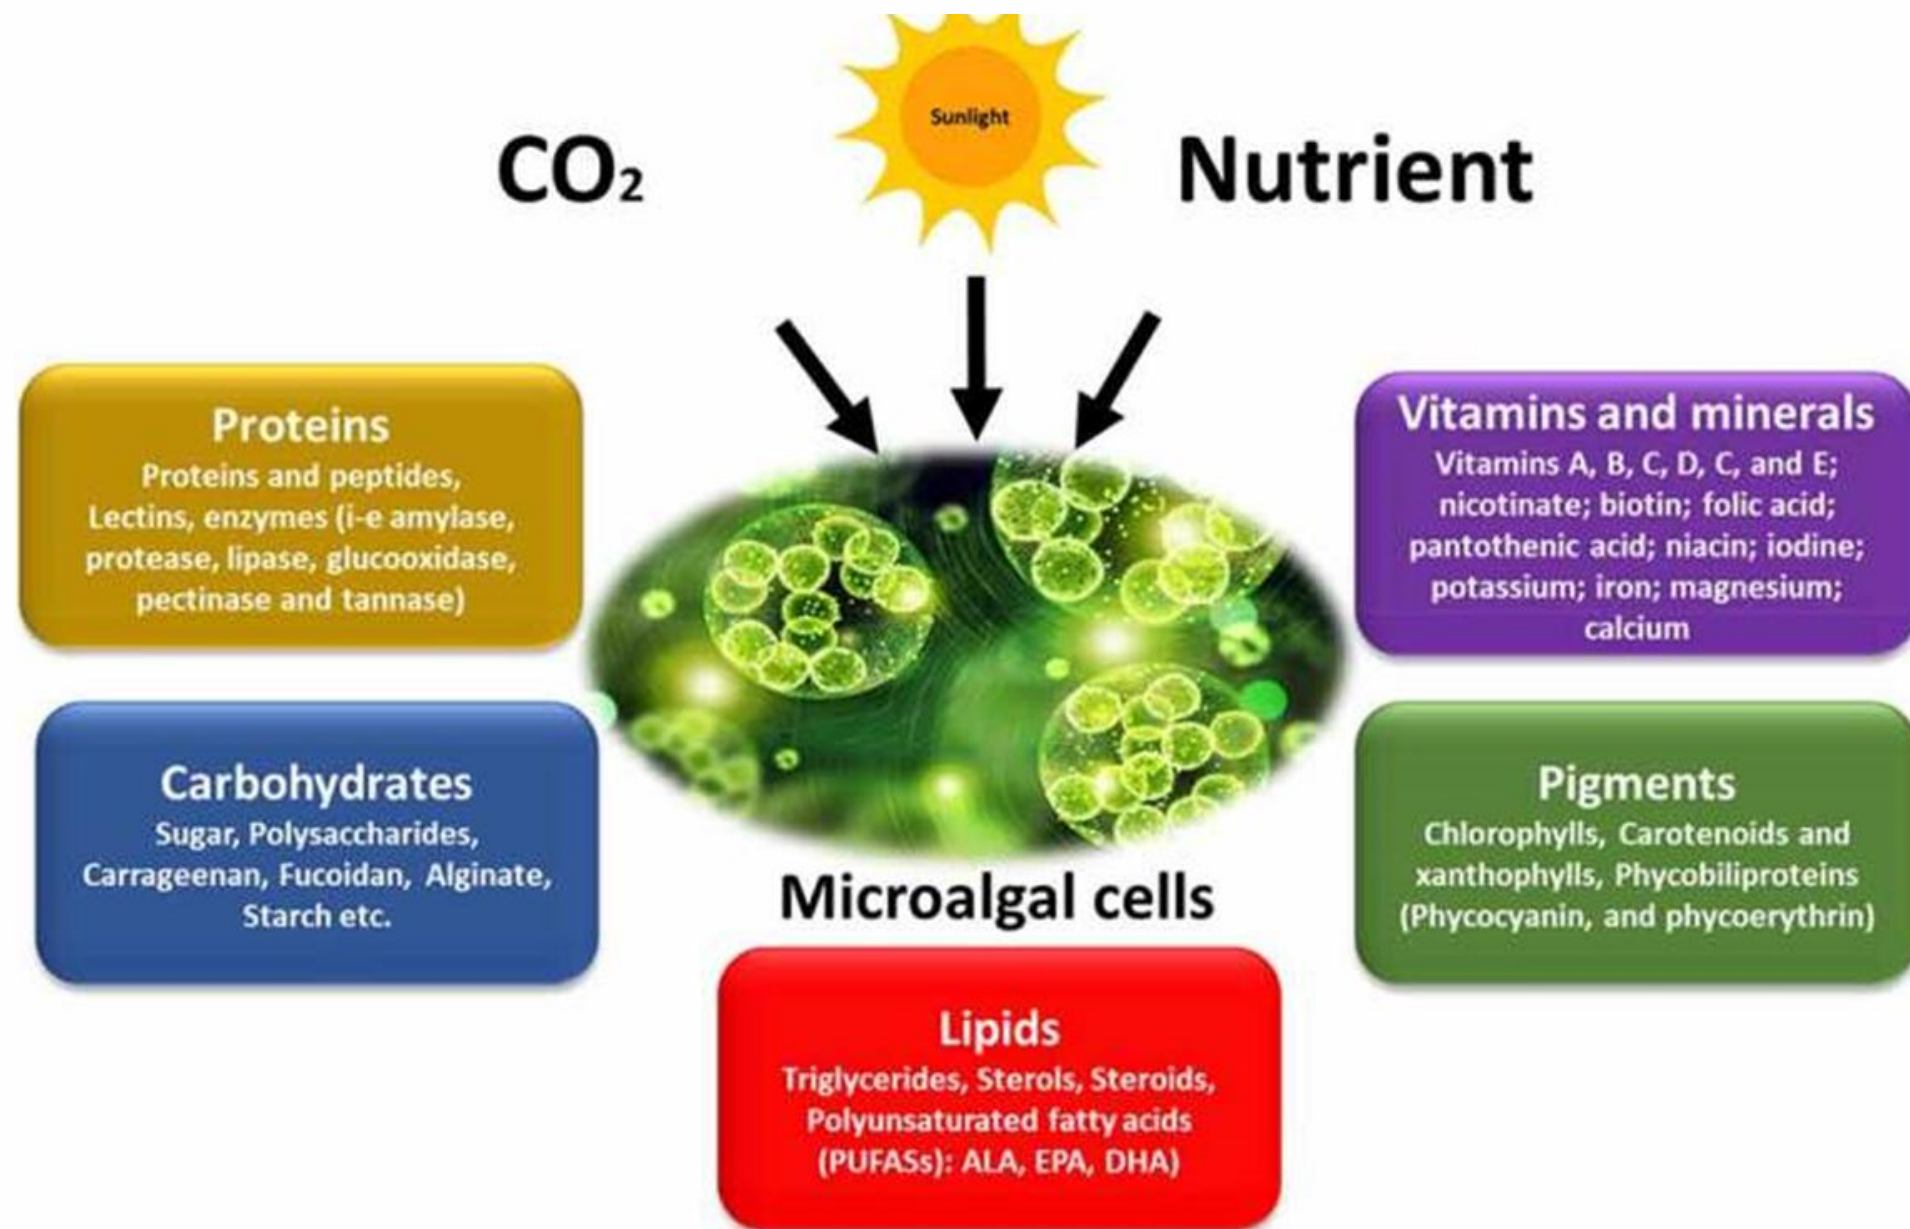 Sunlight
CO₂
Nutrient
Proteins
Proteins and peptides,
Lectins, enzymes (i-e amylase,
protease, lipase, glucooxidase,
pectinase and tannase)
Vitamins and minerals
Vitamins A, B, C, D, C, and E;
nicotinate; biotin; folic acid;
pantothenic acid; niacin; iodine;
potassium; iron; magnesium;
calcium
Carbohydrates
Sugar, Polysaccharides,
Carrageenan, Fucoidan, Alginate,
Starch etc.
Pigments
Chlorophylls, Carotenoids and
xanthophylls, Phycobiliproteins
(Phycocyanin, and phycoerythrin)
Microalgal cells
Lipids
Triglycerides, Sterols, Steroids,
Polyunsaturated fatty acids
(PUFASs): ALA, EPA, DHA)